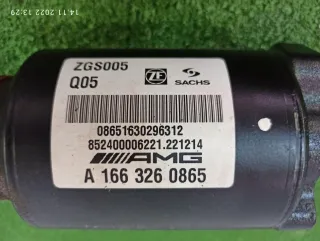 14.11.2022 13:29
ZGS005
Q05
ZF
SACHS
08651630296312
852400006221.221214
AMG
A 166 326 0865